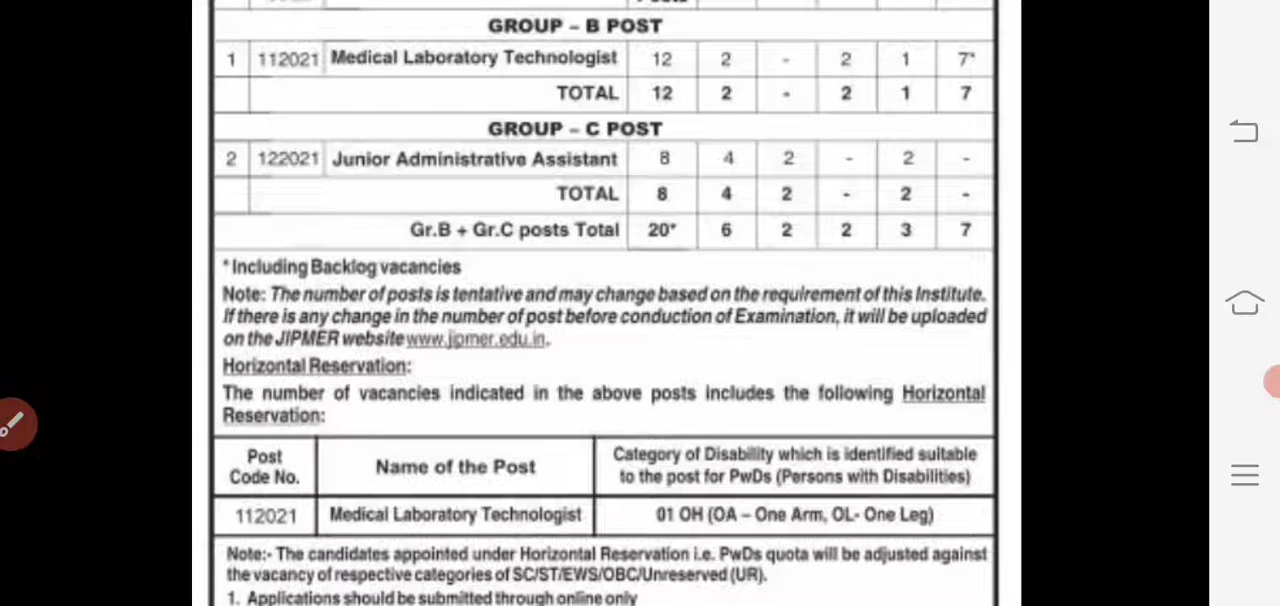 GROUP – B POST
1 112021 Medical Laboratory Technologist 12 2 - 2 1 7*
TOTAL 12 2 - 2 1 7
GROUP – C POST
2 122021 Junior Administrative Assistant 8 4 2 - 2 -
TOTAL 8 4 2 - 2 -
Gr.B + Gr.C posts Total 20* 6 2 2 3 7
* Including Backlog vacancies
Note: The number of posts is tentative and may change based on the requirement of this Institute.
If there is any change in the number of post before conduction of Examination, it will be uploaded
on the JIPMER website www.jipmer.edu.in.
Horizontal Reservation:
The number of vacancies indicated in the above posts includes the following Horizontal
Reservation:
Post Code No. Name of the Post Category of Disability which is identified suitable
to the post for PwDs (Persons with Disabilities)
112021 Medical Laboratory Technologist 01 OH (OA – One Arm, OL- One Leg)
Note:- The candidates appointed under Horizontal Reservation i.e. PwDs quota will be adjusted against
the vacancy of respective categories of SC/ST/EWS/OBC/Unreserved (UR).
1. Applications should be submitted through online only